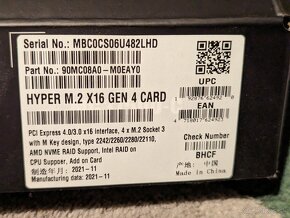 Serial No.: MBC0CS06U482LHD
Part No.: 90MC08A0-M0EAY0
HYPER M.2 X16 GEN 4 CARD
PCI Express 4.0/3.0 x16 interface, 4 x M.2 Socket 3
with M Key design, type 2242/2260/2280/22110,
AMD NVME RAID Support, Intel RAID on
CPU Suppoer, Add on Card
制造年月：2021-11
Manufacturing date: 2021-11
UPC
EAN
Check Number
BHCF
产地： 中国
Made In China